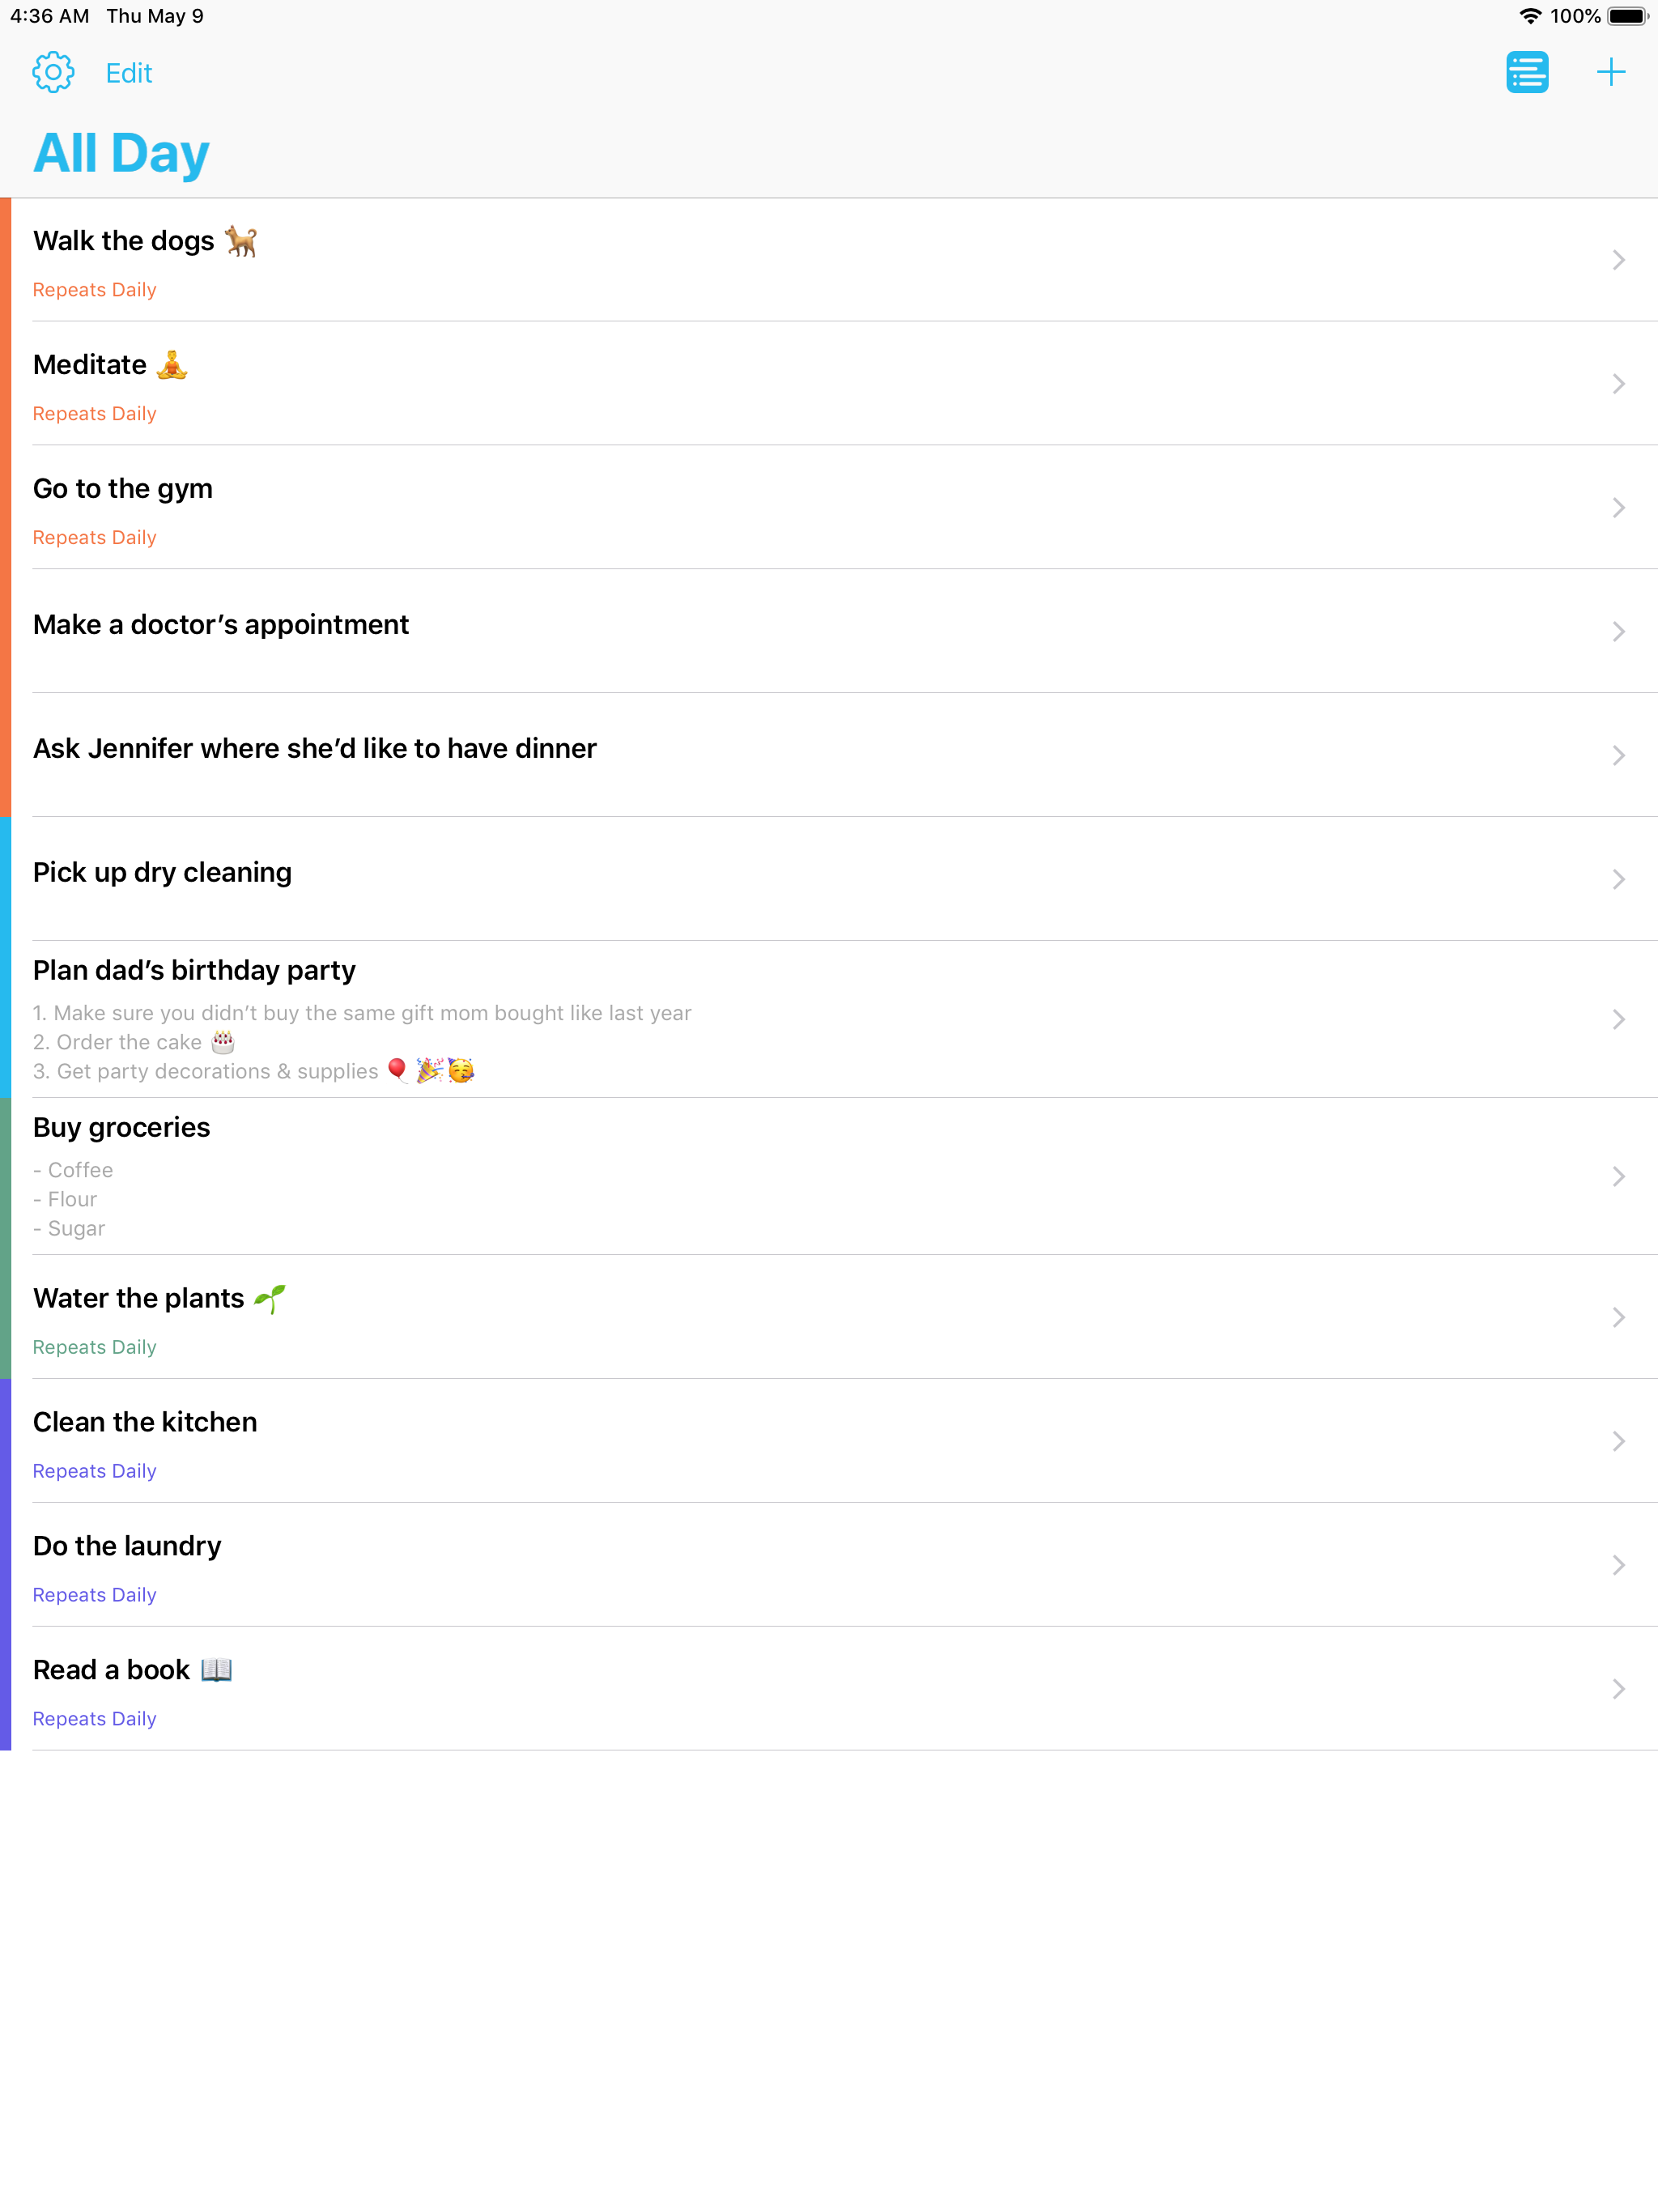 4:36 AM Thu May 9 100%
Edit
All Day
Walk the dogs 🐕
Repeats Daily
Meditate 🧘
Repeats Daily
Go to the gym
Repeats Daily
Make a doctor’s appointment
Ask Jennifer where she’d like to have dinner
Pick up dry cleaning
Plan dad’s birthday party
1. Make sure you didn’t buy the same gift mom bought like last year
2. Order the cake 🎂
3. Get party decorations & supplies 🎈🎉🥳
Buy groceries
- Coffee
- Flour
- Sugar
Water the plants 🌱
Repeats Daily
Clean the kitchen
Repeats Daily
Do the laundry
Repeats Daily
Read a book 📖
Repeats Daily